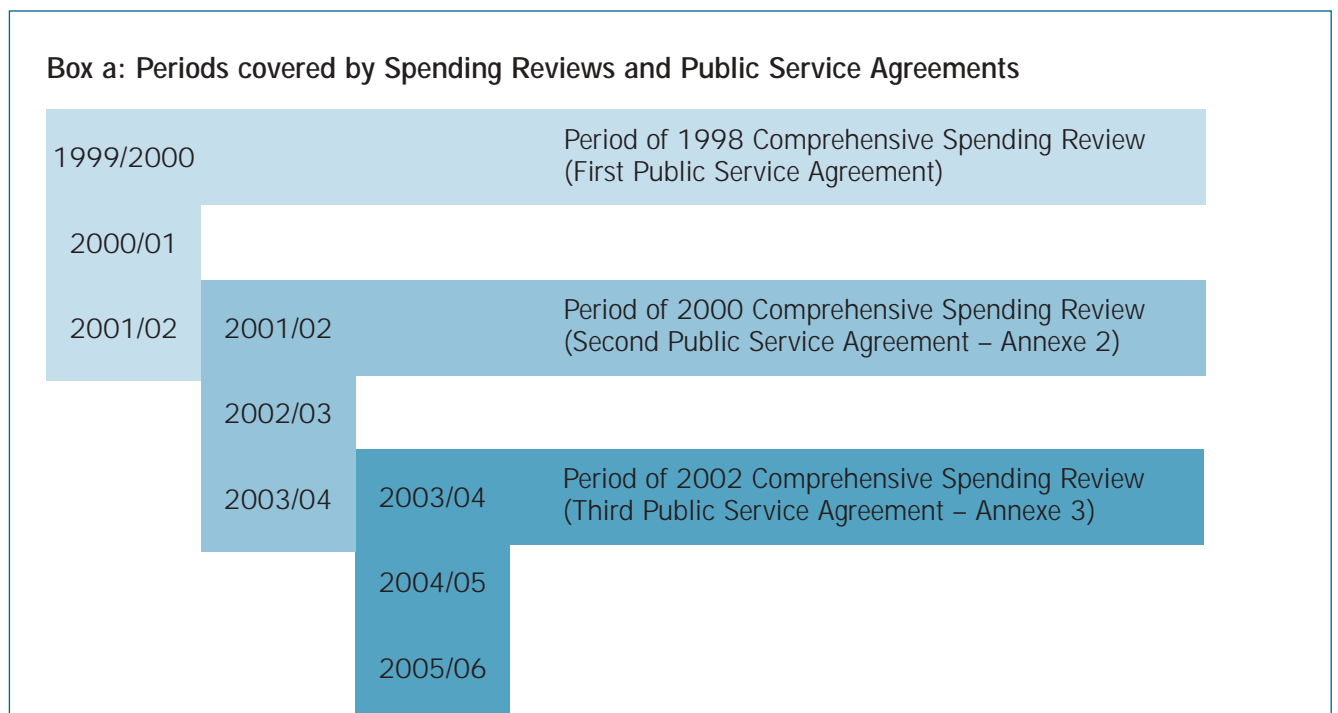 Box a: Periods covered by Spending Reviews and Public Service Agreements
1999/2000
Period of 1998 Comprehensive Spending Review
(First Public Service Agreement)
2000/01
2001/02
2001/02
Period of 2000 Comprehensive Spending Review
(Second Public Service Agreement – Annexe 2)
2002/03
2003/04
2003/04
Period of 2002 Comprehensive Spending Review
(Third Public Service Agreement – Annexe 3)
2004/05
2005/06